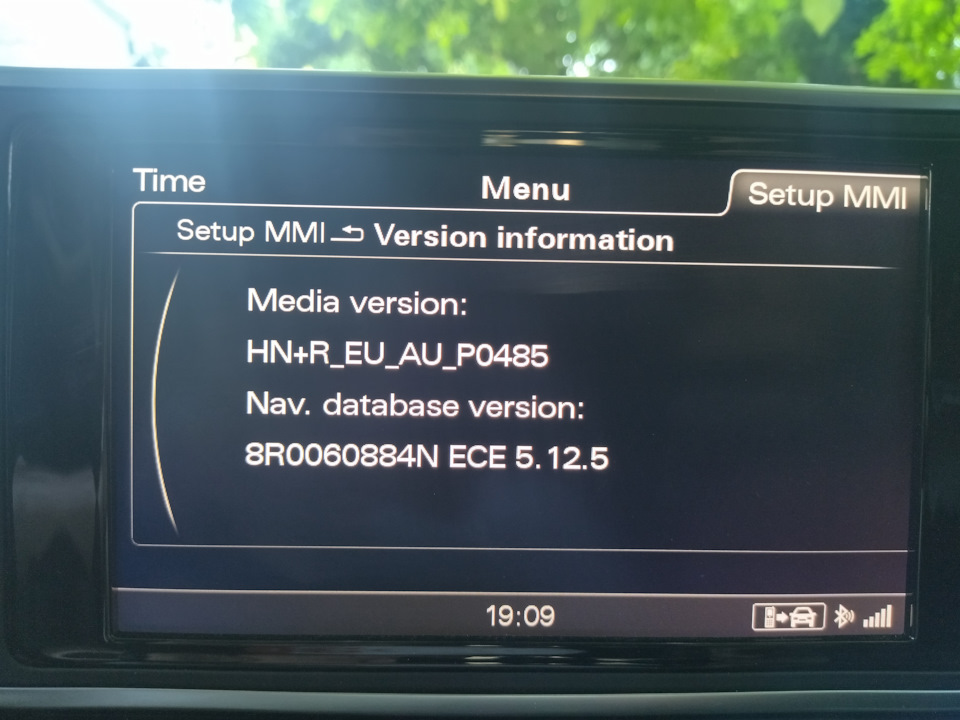 Time Menu Setup MMI
Setup MMI Version information
Media version:
HN+R_EU_AU_P0485
Nav. database version:
8R0060884N ECE 5.12.5
19:09